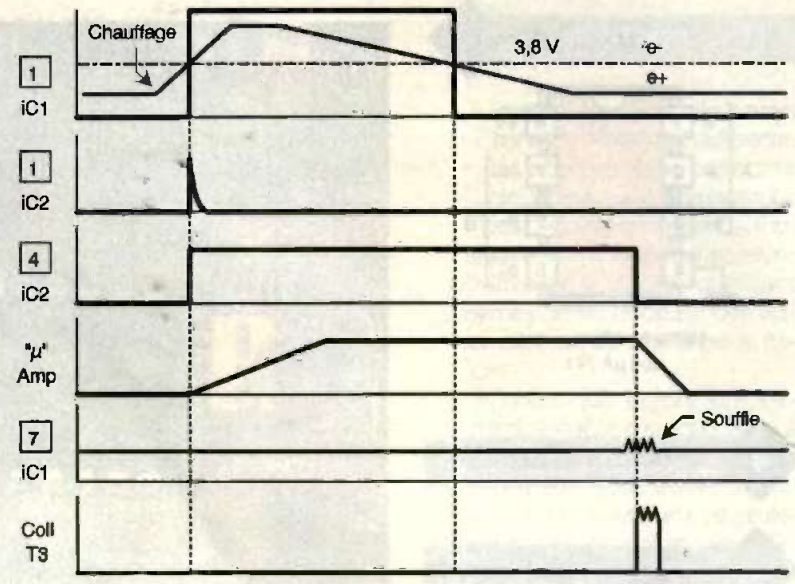 Chauffage
3,8 V
e-
e+
1
iC1
1
iC2
4
iC2
"μ"
Amp
7
iC1
Souffle
Coll
T3